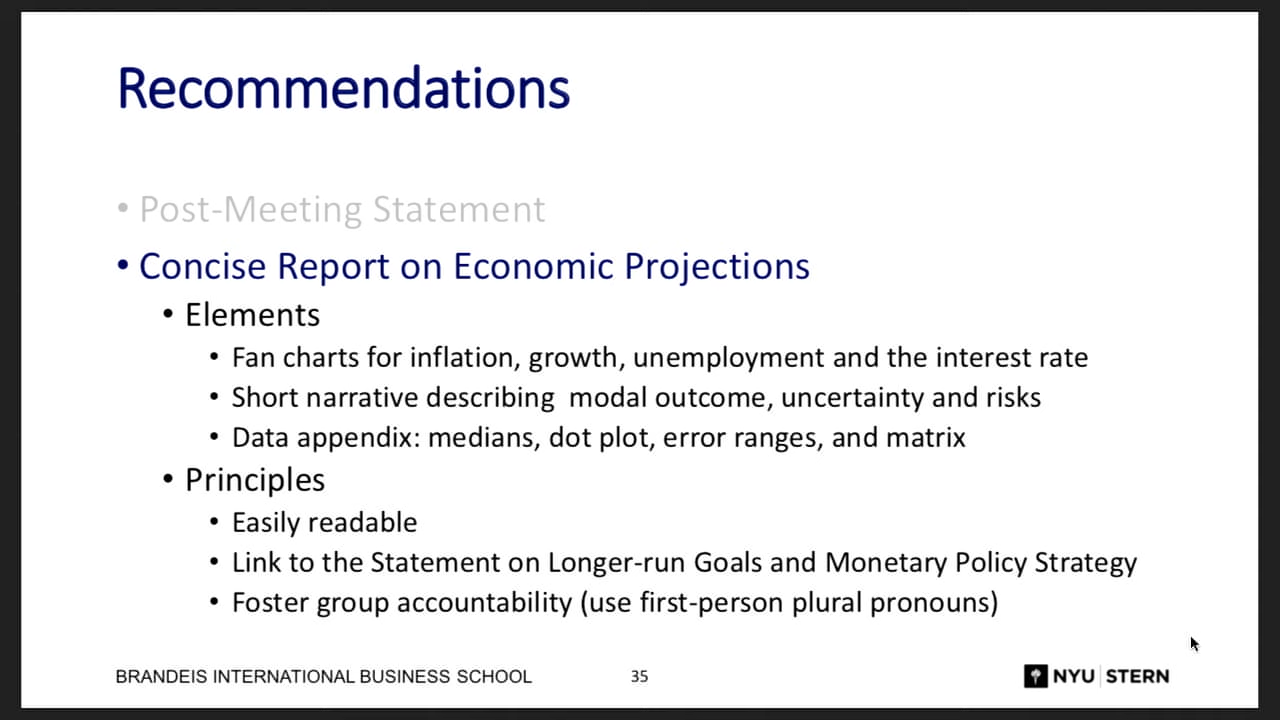 Recommendations
• Post-Meeting Statement
• Concise Report on Economic Projections
• Elements
• Fan charts for inflation, growth, unemployment and the interest rate
• Short narrative describing  modal outcome, uncertainty and risks
• Data appendix: medians, dot plot, error ranges, and matrix
• Principles
• Easily readable
• Link to the Statement on Longer-run Goals and Monetary Policy Strategy
• Foster group accountability (use first-person plural pronouns)
BRANDEIS INTERNATIONAL BUSINESS SCHOOL 35 NYU STERN